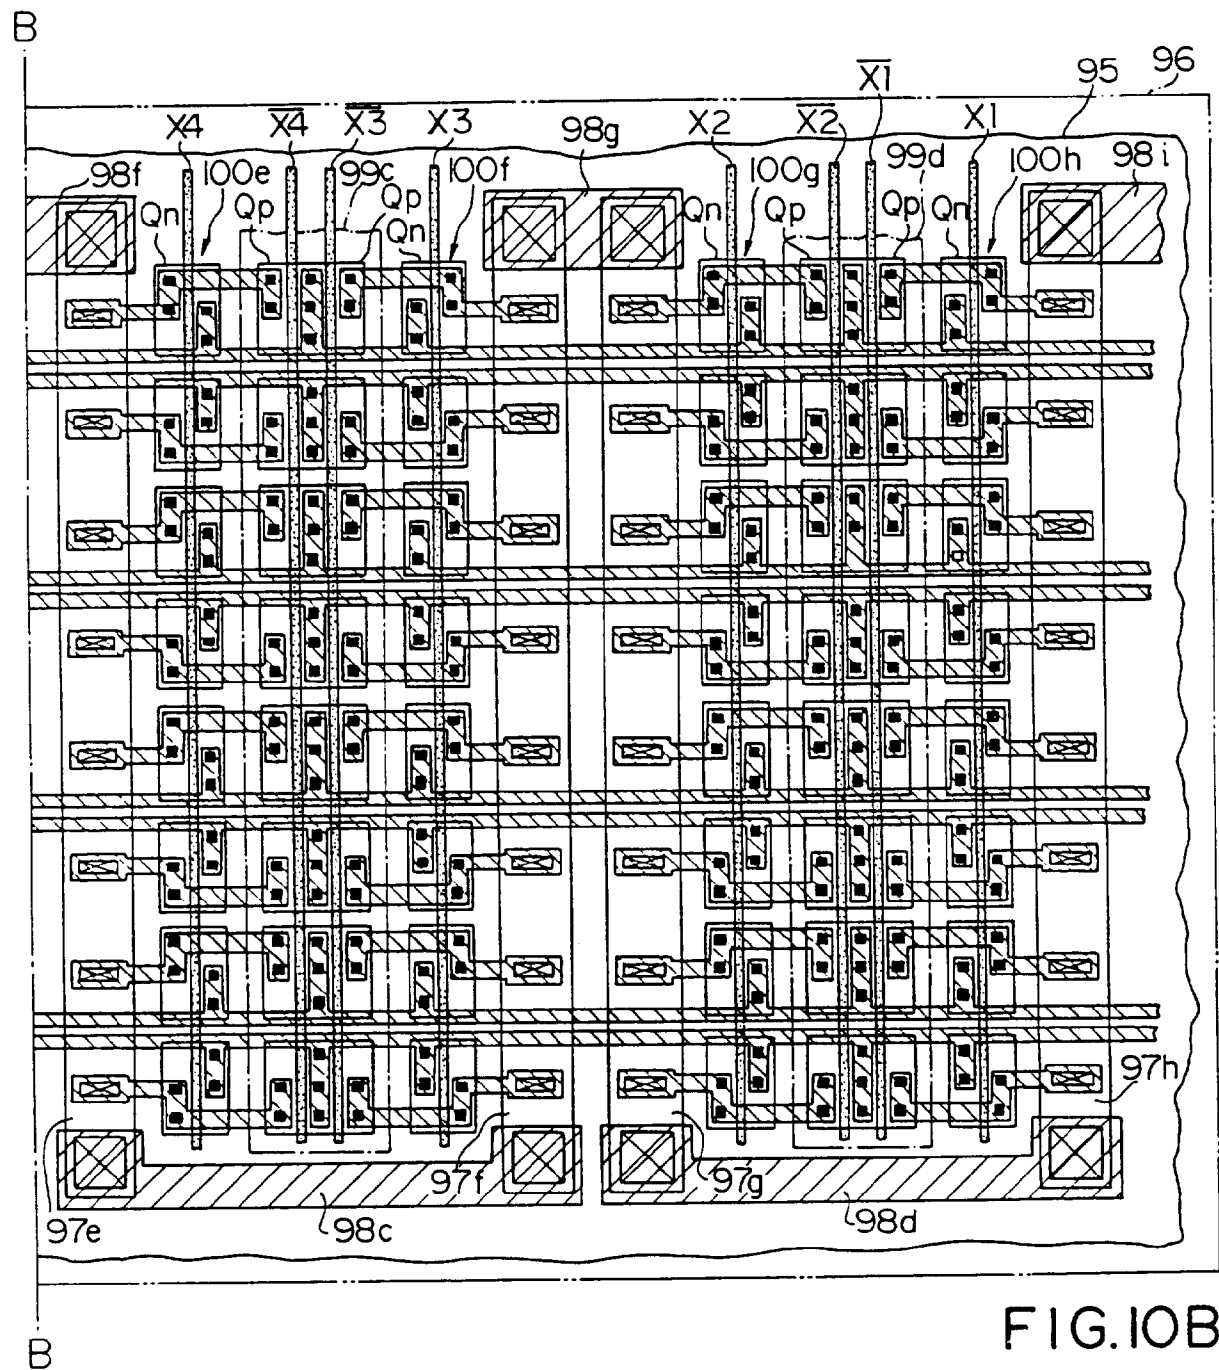 B
95
96
X̅1̅
X4
X̅4̅
X̅3̅
X3
98g
X2
X̅2̅
X1
98f
100e
99c
100f
100g
99d
100h
98i
Qn
Qp
Qp
Qn
Qn
Qp
Qp
Qn
97h
97e
97f
97g
98c
98d
FIG.10B
B